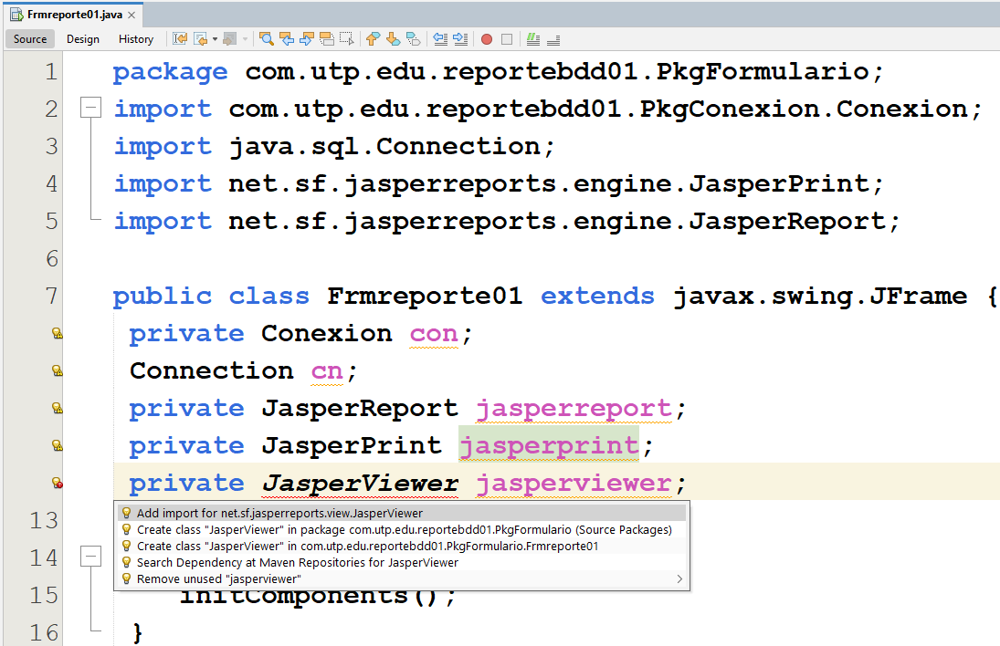 Frmreporte01.java
Source Design History
1 package com.utp.edu.reportebdd01.PkgFormulario;
2 import com.utp.edu.reportebdd01.PkgConexion.Conexion;
3 import java.sql.Connection;
4 import net.sf.jasperreports.engine.JasperPrint;
5 import net.sf.jasperreports.engine.JasperReport;
6
7 public class Frmreporte01 extends javax.swing.JFrame {
private Conexion con;
Connection cn;
private JasperReport jasperreport;
private JasperPrint jasperprint;
private JasperViewer jasperviewer;
Add import for net.sf.jasperreports.view.JasperViewer
13
Create class "JasperViewer" in package com.utp.edu.reportebdd01.PkgFormulario (Source Packages)
Create class "JasperViewer" in com.utp.edu.reportebdd01.PkgFormulario.Frmreporte01
14
Search Dependency at Maven Repositories for JasperViewer
Remove unused "jasperviewer"
15 initComponents();
16 }